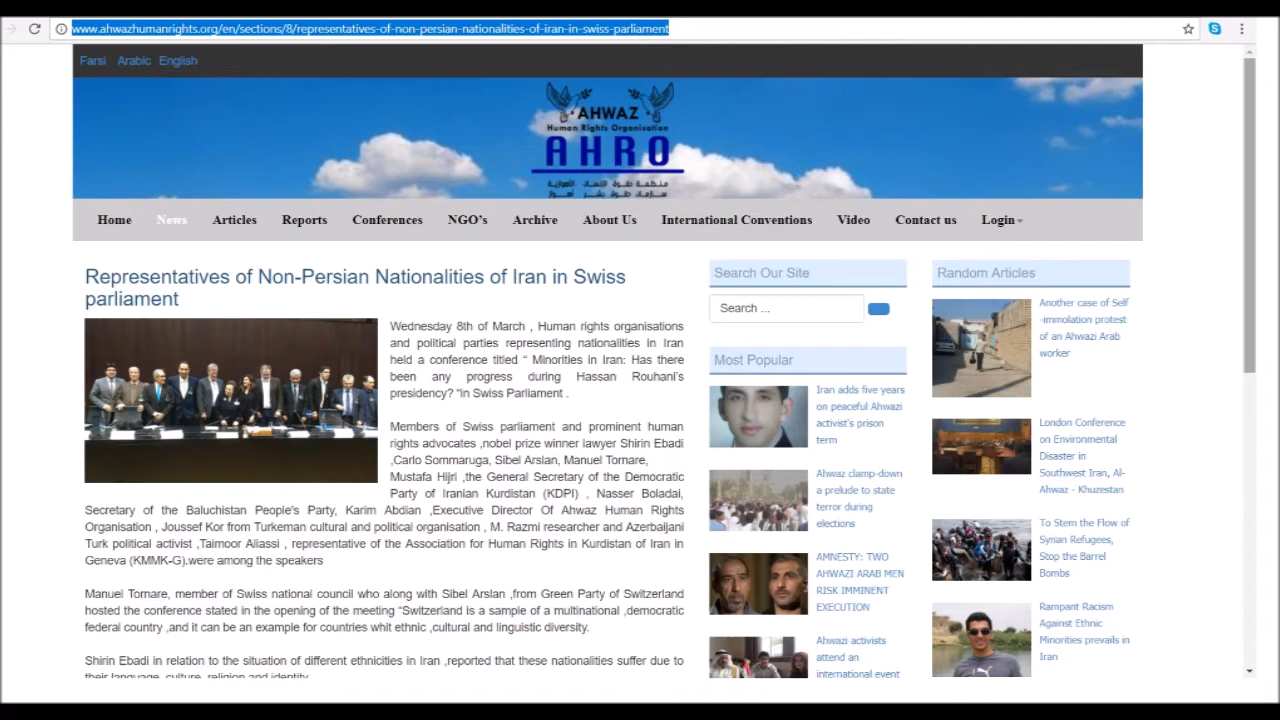 www.ahwazhumanrights.org/en/sections/8/representatives-of-non-persian-nationalities-of-iran-in-swiss-parliament
Farsi Arabic English
AHWAZ
Human Rights Organisation
AHRO
منظمة حقوق الإنسان الأهوازية
سازمان حقوق بشر أهواز
Home News Articles Reports Conferences NGO's Archive About Us International Conventions Video Contact us Login
Representatives of Non-Persian Nationalities of Iran in Swiss
parliament
Wednesday 8th of March , Human rights organisations
and political parties representing nationalities in Iran
held a conference titled “ Minorities in Iran: Has there
been any progress during Hassan Rouhani's
presidency? “in Swiss Parliament .
Members of Swiss parliament and prominent human
rights advocates ,nobel prize winner lawyer Shirin Ebadi
,Carlo Sommaruga, Sibel Arslan, Manuel Tornare,
Mustafa Hijri ,the General Secretary of the Democratic
Party of Iranian Kurdistan (KDPI) , Nasser Boladai,
Secretary of the Baluchistan People's Party, Karim Abdian ,Executive Director Of Ahwaz Human Rights
Organisation , Joussef Kor from Turkeman cultural and political organisation , M. Razmi researcher and Azerbaijani
Turk political activist ,Taimoor Aliassi , representative of the Association for Human Rights in Kurdistan of Iran in
Geneva (KMMK-G).were among the speakers
Manuel Tornare, member of Swiss national council who along with Sibel Arslan ,from Green Party of Switzerland
hosted the conference stated in the opening of the meeting “Switzerland is a sample of a multinational ,democratic
federal country ,and it can be an example for countries whit ethnic ,cultural and linguistic diversity.
Shirin Ebadi in relation to the situation of different ethnicities in Iran ,reported that these nationalities suffer due to
their language, culture, religion and identity
Search Our Site
Search ...
Most Popular
Iran adds five years
on peaceful Ahwazi
activist's prison
term
Ahwaz clamp-down
a prelude to state
terror during
elections
AMNESTY: TWO
AHWAZI ARAB MEN
RISK IMMINENT
EXECUTION
Ahwazi activists
attend an
international event
Random Articles
Another case of Self
-immolation protest
of an Ahwazi Arab
worker
London Conference
on Environmental
Disaster in
Southwest Iran, Al-
Ahwaz - Khuzestan
To Stem the Flow of
Syrian Refugees,
Stop the Barrel
Bombs
Rampant Racism
Against Ethnic
Minorities prevails in
Iran